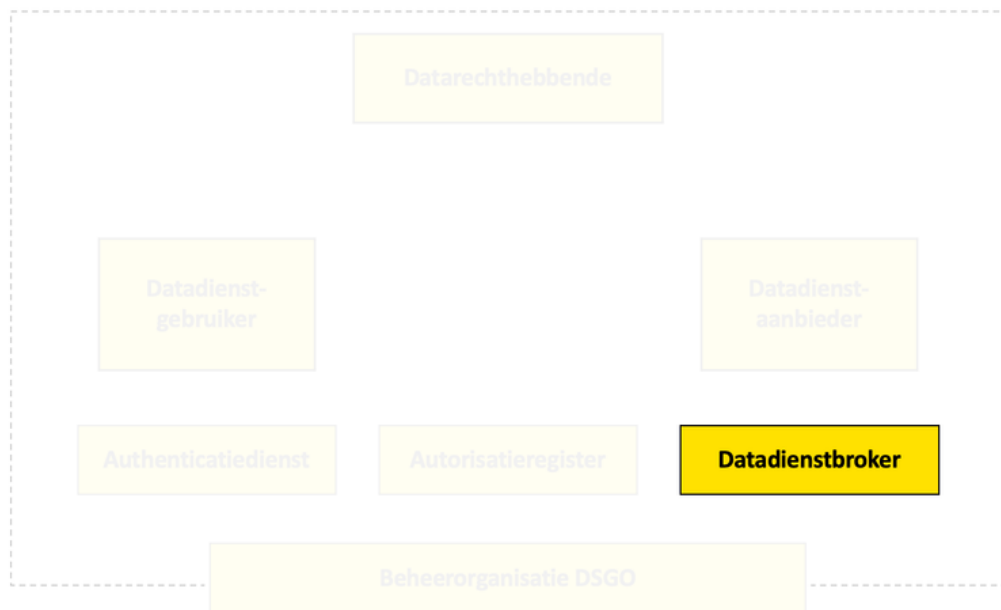 Datarechthebbende
Datadienst-
gebruiker
Datadienst-
aanbieder
Authenticatiedienst
Autorisatieregister
Datadienstbroker
Beheerorganisatie DSGO